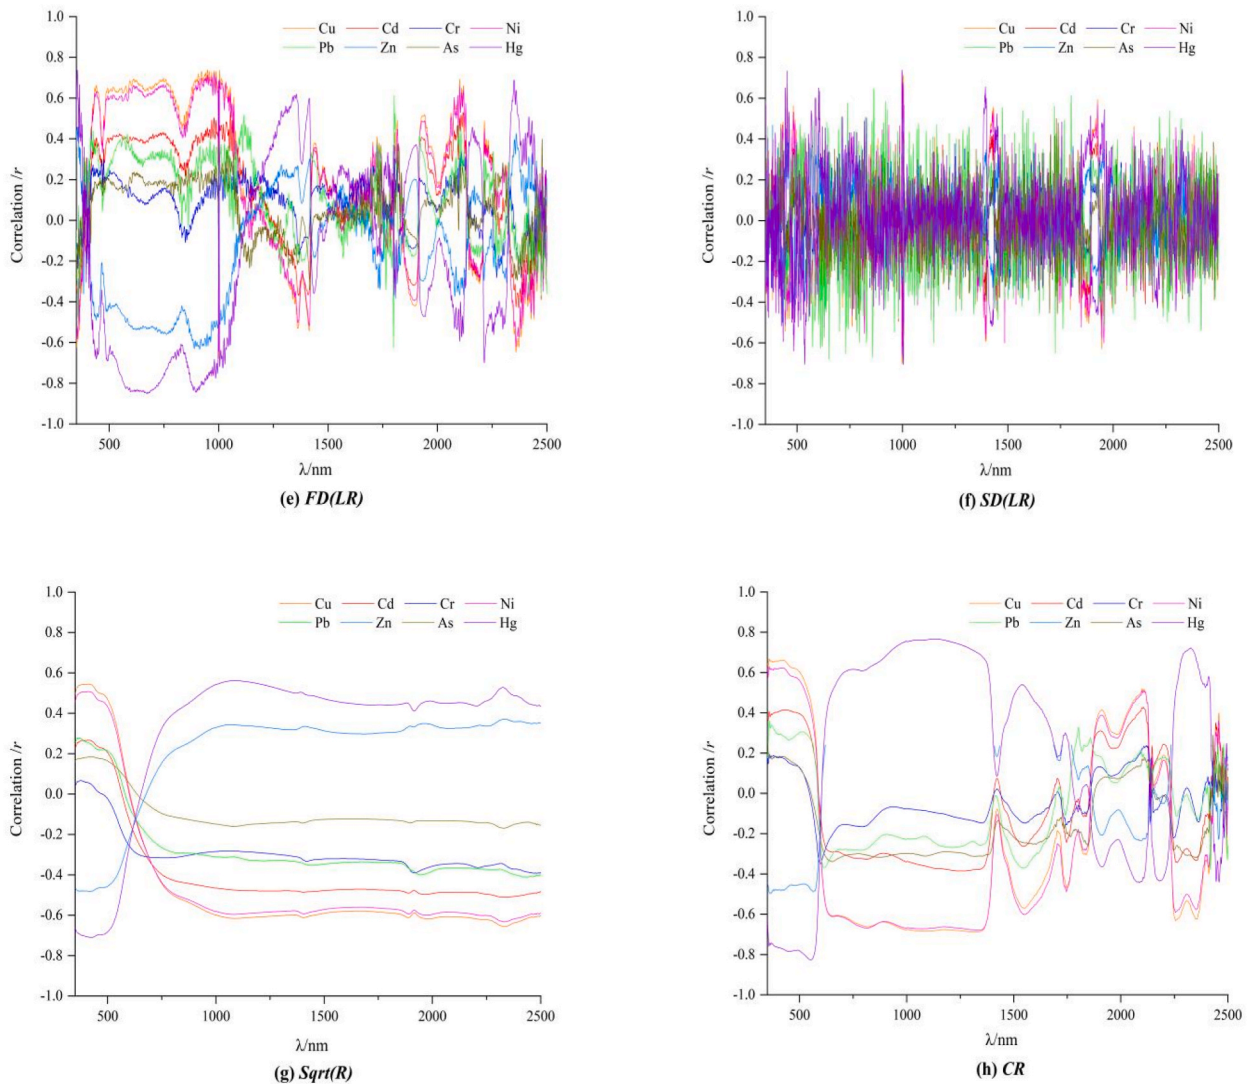 1.0
0.8
0.6
0.4
0.2
0.0
-0.2
-0.4
-0.6
-0.8
-1.0
Correlation /r
Cu Cd Cr Ni
Pb Zn As Hg
500 1000 1500 2000 2500
λ/nm
(e) FD(LR)
1.0
0.8
0.6
0.4
0.2
0.0
-0.2
-0.4
-0.6
-0.8
-1.0
Correlation /r
Cu Cd Cr Ni
Pb Zn As Hg
500 1000 1500 2000 2500
λ/nm
(f) SD(LR)
1.0
0.8
0.6
0.4
0.2
0.0
-0.2
-0.4
-0.6
-0.8
-1.0
Correlation /r
Cu Cd Cr Ni
Pb Zn As Hg
500 1000 1500 2000 2500
λ/nm
(g) Sqrt(R)
1.0
0.8
0.6
0.4
0.2
0.0
-0.2
-0.4
-0.6
-0.8
-1.0
Correlation /r
Cu Cd Cr Ni
Pb Zn As Hg
500 1000 1500 2000 2500
λ/nm
(h) CR